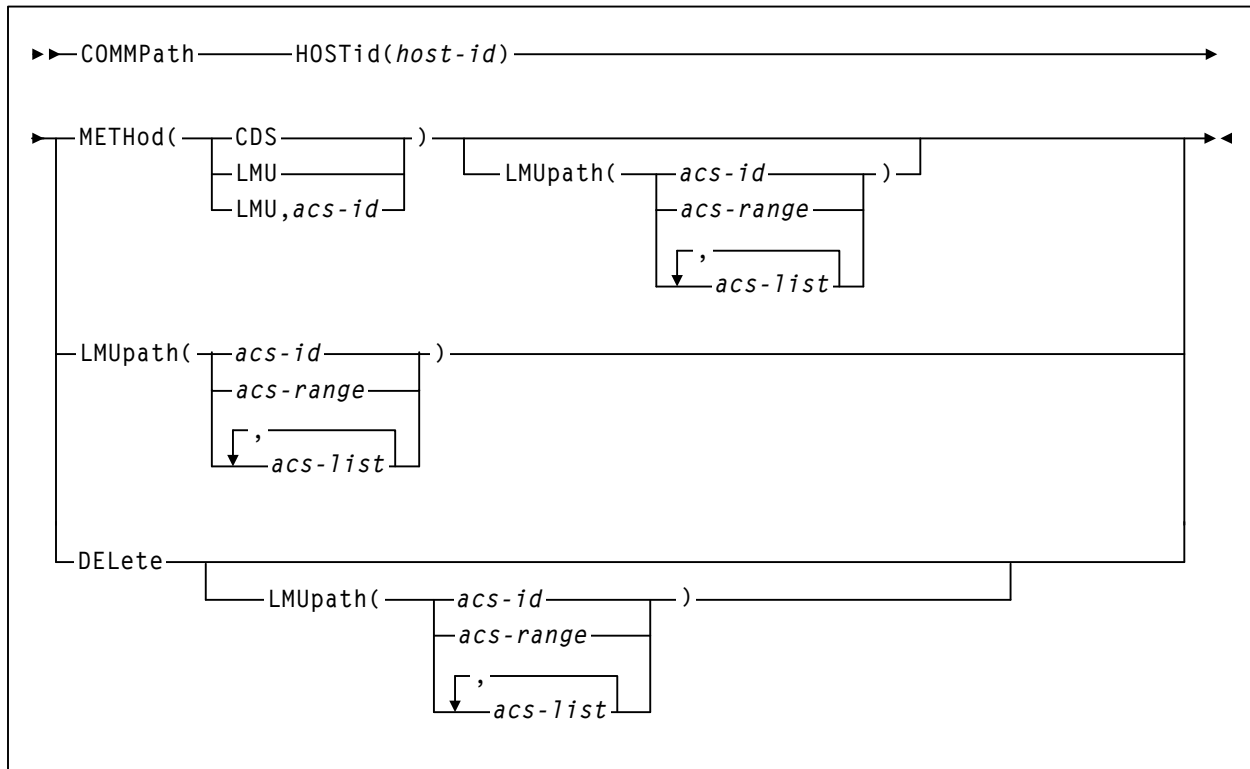 COMMPath HOSTid(host-id)
METHod( CDS )
LMU LMUpath( acs-id )
LMU,acs-id acs-range
,
acs-list
LMUpath( acs-id )
acs-range
,
acs-list
DELete
LMUpath( acs-id )
acs-range
,
acs-list